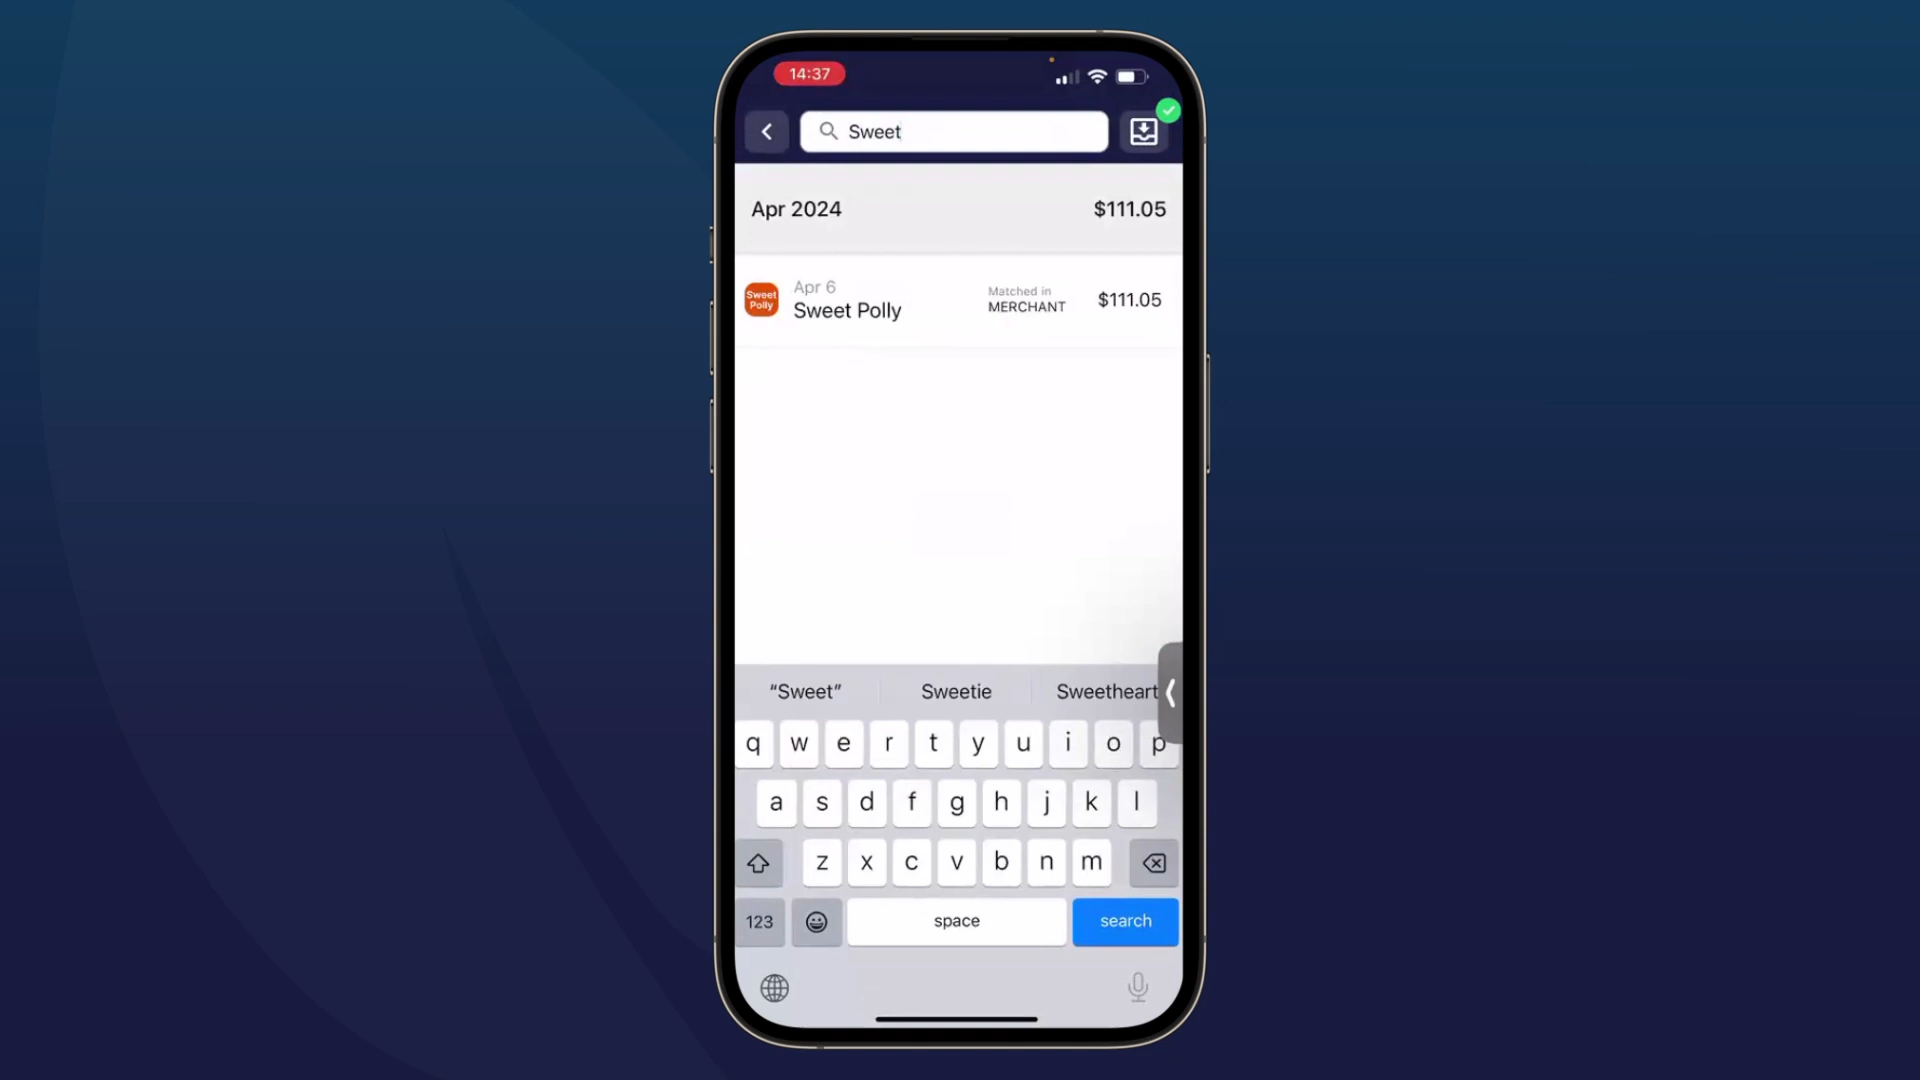 14:37
Sweet
Apr 2024 $111.05
Sweet
Polly
Apr 6
Sweet Polly
Matched in
MERCHANT
$111.05
“Sweet” Sweetie Sweetheart
q w e r t y u i o p
a s d f g h j k l
z x c v b n m
123 space search